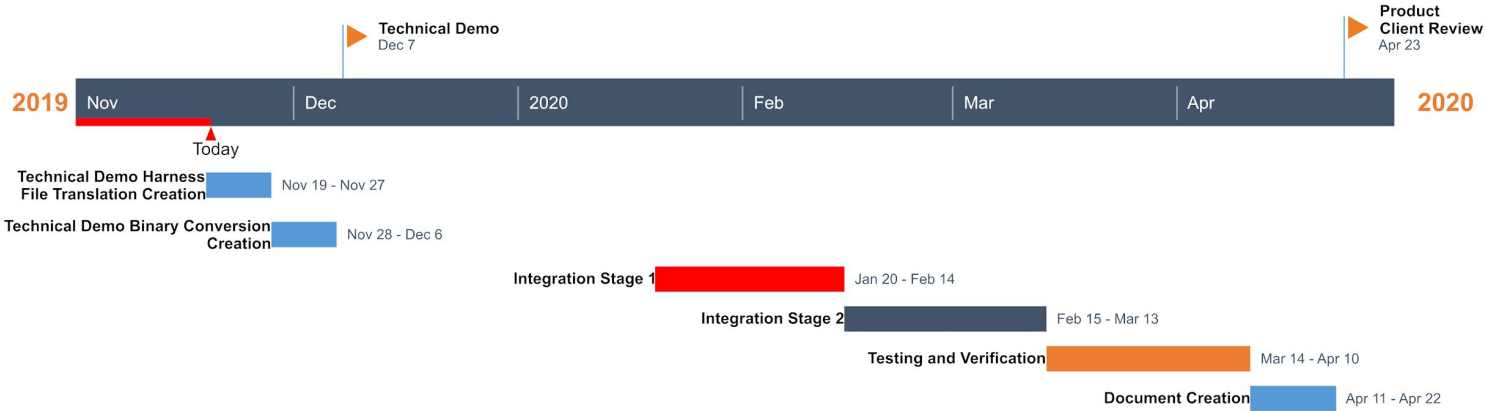 Technical Demo
Dec 7
Product
Client Review
Apr 23
2019
Nov
Dec
2020
Feb
Mar
Apr
2020
Today
Technical Demo Harness
File Translation Creation
Nov 19 - Nov 27
Technical Demo Binary Conversion
Creation
Nov 28 - Dec 6
Integration Stage 1
Jan 20 - Feb 14
Integration Stage 2
Feb 15 - Mar 13
Testing and Verification
Mar 14 - Apr 10
Document Creation
Apr 11 - Apr 22